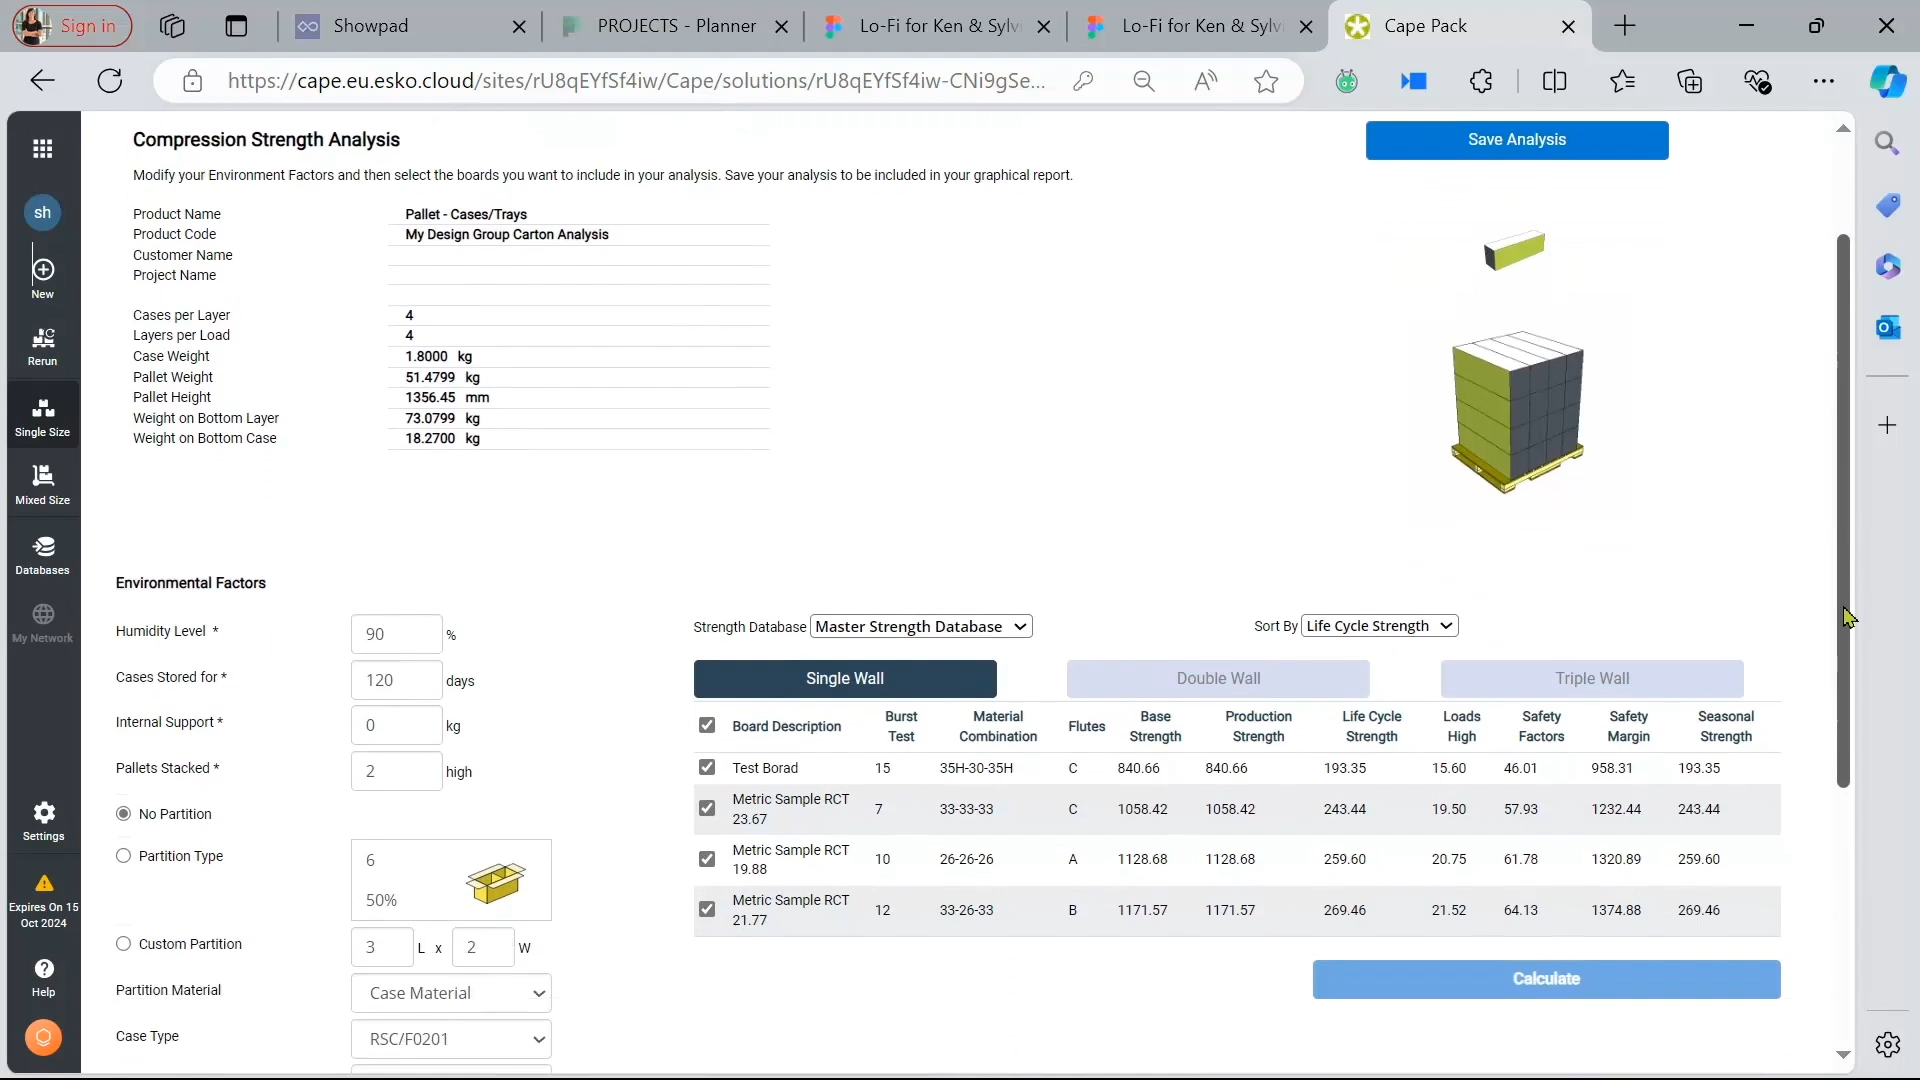 Sign in
Showpad
PROJECTS - Planner
Lo-Fi for Ken & Sylvi
Lo-Fi for Ken & Sylvi
Cape Pack
https://cape.eu.esko.cloud/sites/rU8qEYfSf4iw/Cape/solutions/rU8qEYfSf4iw-CNi9gSe...
Compression Strength Analysis
Save Analysis
Modify your Environment Factors and then select the boards you want to include in your analysis. Save your analysis to be included in your graphical report.
sh
New
Rerun
Single Size
Mixed Size
Databases
My Network
Settings
Expires On 15
Oct 2024
Help
Product Name Pallet - Cases/Trays
Product Code My Design Group Carton Analysis
Customer Name
Project Name
Cases per Layer 4
Layers per Load 4
Case Weight 1.8000 kg
Pallet Weight 51.4799 kg
Pallet Height 1356.45 mm
Weight on Bottom Layer 73.0799 kg
Weight on Bottom Case 18.2700 kg
Environmental Factors
Humidity Level * 90 %
Cases Stored for * 120 days
Internal Support * 0 kg
Pallets Stacked * 2 high
No Partition
Partition Type 6
50%
Custom Partition 3 L x 2 W
Partition Material Case Material
Case Type RSC/F0201
Strength Database Master Strength Database
Sort By Life Cycle Strength
Single Wall Double Wall Triple Wall
Board Description Burst Test Material Combination Flutes Base Strength Production Strength Life Cycle Strength Loads High Safety Factors Safety Margin Seasonal Strength
Test Borad 15 35H-30-35H C 840.66 840.66 193.35 15.60 46.01 958.31 193.35
Metric Sample RCT 23.67 7 33-33-33 C 1058.42 1058.42 243.44 19.50 57.93 1232.44 243.44
Metric Sample RCT 19.88 10 26-26-26 A 1128.68 1128.68 259.60 20.75 61.78 1320.89 259.60
Metric Sample RCT 21.77 12 33-26-33 B 1171.57 1171.57 269.46 21.52 64.13 1374.88 269.46
Calculate